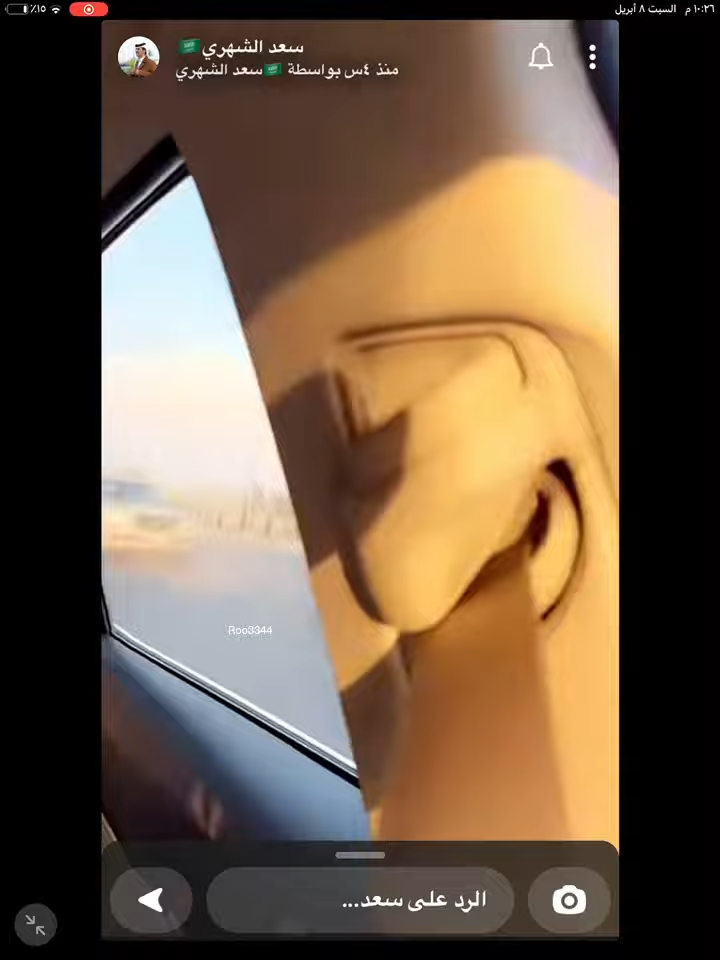 ١٠:٢٦ م السبت ٨ أبريل
٪١٥
سعد الشهري🇸🇦
منذ ٤س بواسطة 🇸🇦سعد الشهري
Roo3344
الرد على سعد...